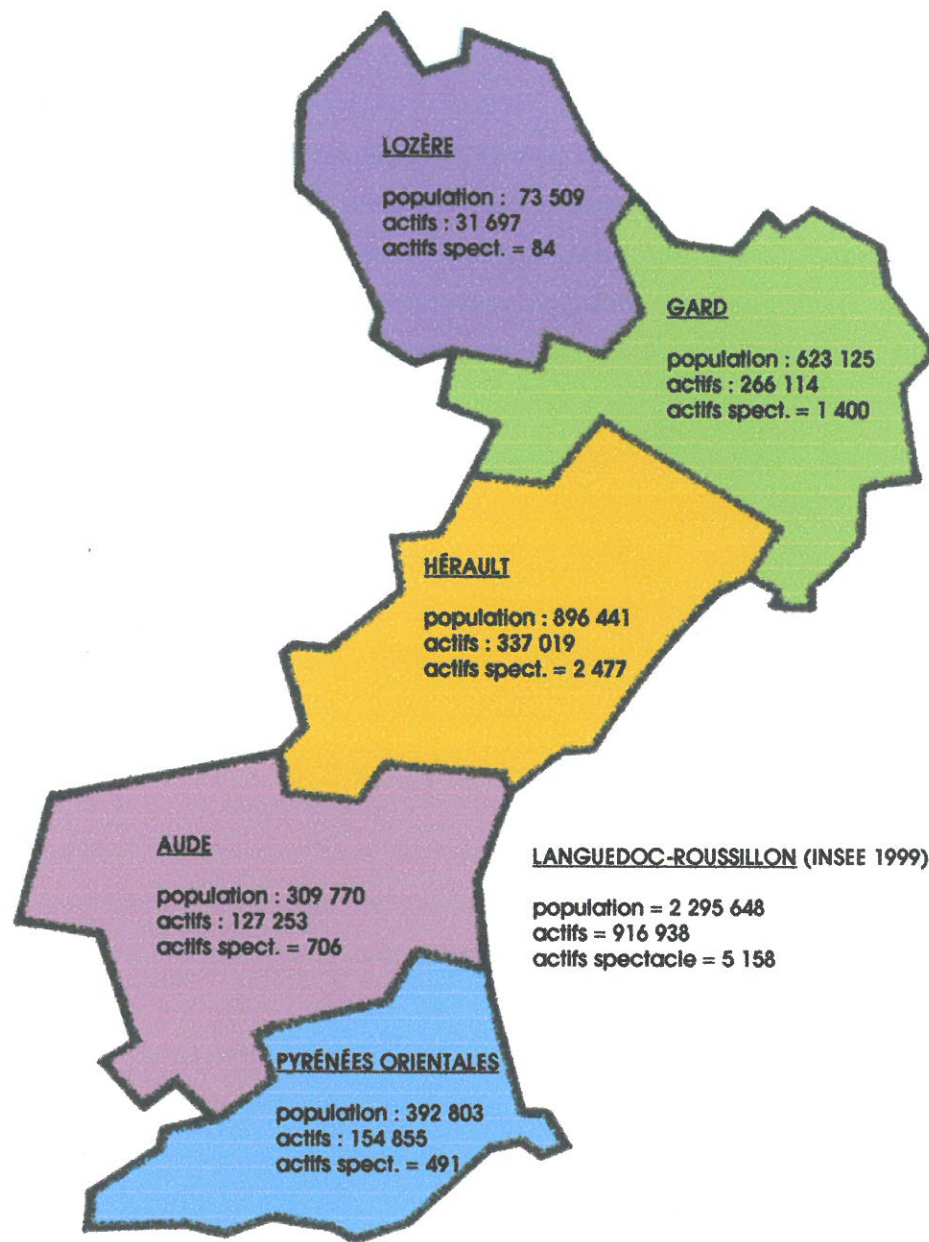 LOZÈRE
population : 73 509
actifs : 31 697
actifs spect. = 84
GARD
population : 623 125
actifs : 266 114
actifs spect. = 1 400
HÉRAULT
population : 896 441
actifs : 337 019
actifs spect. = 2 477
AUDE
population : 309 770
actifs : 127 253
actifs spect. = 706
LANGUEDOC-ROUSSILLON (INSEE 1999)
population = 2 295 648
actifs = 916 938
actifs spectacle = 5 158
PYRÉNÉES ORIENTALES
population : 392 803
actifs : 154 855
actifs spect. = 491